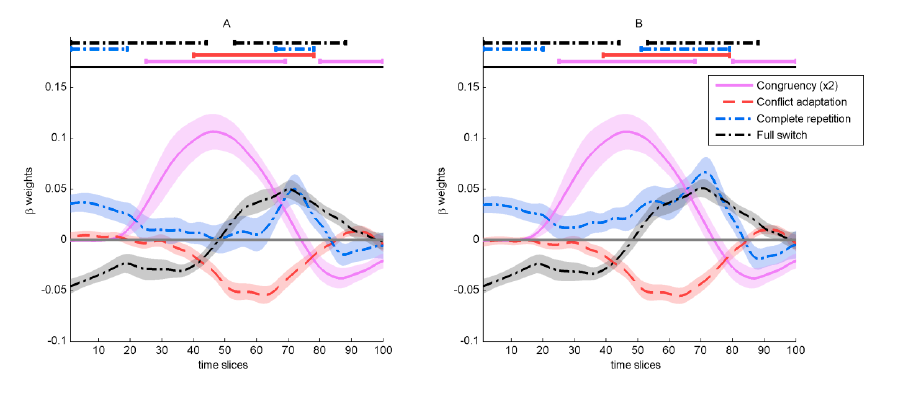 A
0.15
0.1
0.05
0
-0.05
-0.1
β weights
10 20 30 40 50 60 70 80 90 100
time slices
B
0.15
0.1
0.05
0
-0.05
-0.1
β weights
10 20 30 40 50 60 70 80 90 100
time slices
Congruency (x2)
Conflict adaptation
Complete repetition
Full switch